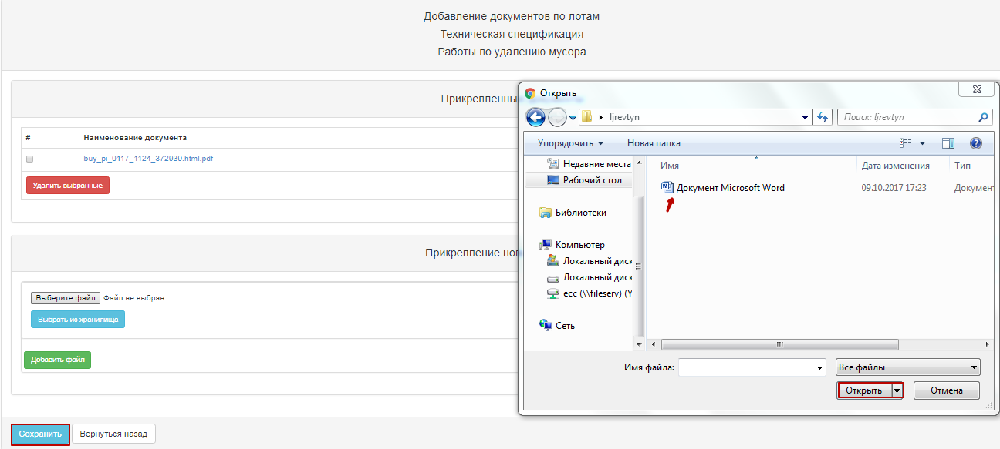 Добавление документов по лотам
Техническая спецификация
Работы по удалению мусора
Прикрепленны
# Наименование документа
buy_pi_0117_1124_372939.html.pdf
Удалить выбранные
Прикрепление нов
Выберите файл Файл не выбран
Выбрать из хранилища
Добавить файл
Сохранить Вернуться назад
Открыть
ljrevtyn
Поиск: ljrevtyn
Упорядочить Новая папка
Недавние места
Рабочий стол
Библиотеки
Компьютер
Локальный диск
Локальный диск
ecc (\\fileserv) (Y
Сеть
Имя Дата изменения Тип
Документ Microsoft Word 09.10.2017 17:23 Докумен
Имя файла: Все файлы
Открыть Отмена